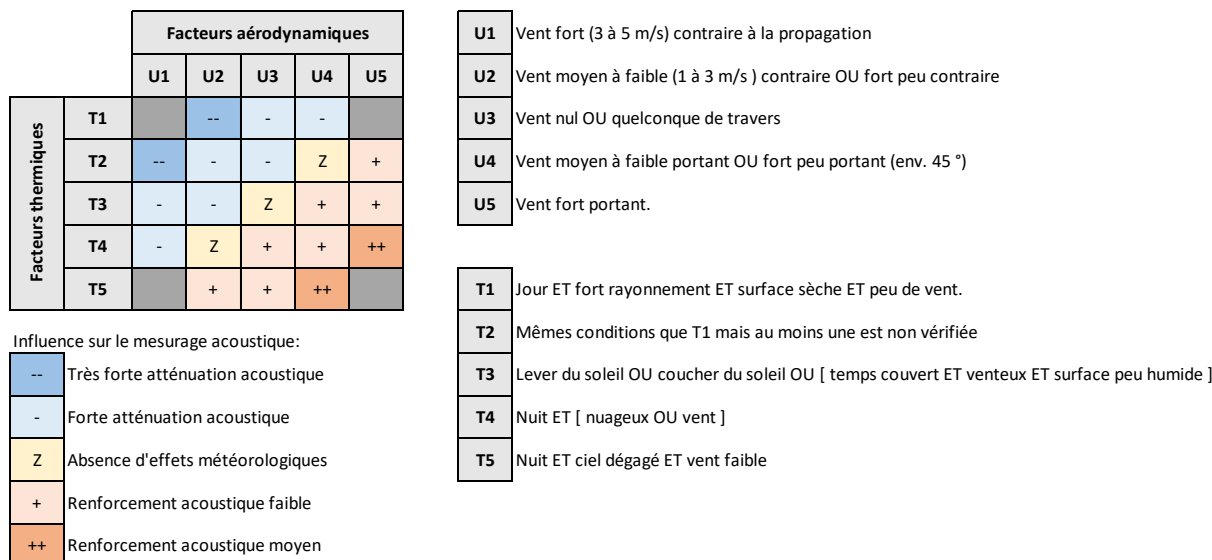 Facteurs aérodynamiques
U1 U2 U3 U4 U5
Facteurs thermiques
T1 -- - -
T2 -- - - Z +
T3 - - Z + +
T4 - Z + + ++
T5 + + ++
Influence sur le mesurage acoustique:
-- Très forte atténuation acoustique
- Forte atténuation acoustique
Z Absence d'effets météorologiques
+ Renforcement acoustique faible
++ Renforcement acoustique moyen
U1 Vent fort (3 à 5 m/s) contraire à la propagation
U2 Vent moyen à faible (1 à 3 m/s ) contraire OU fort peu contraire
U3 Vent nul OU quelconque de travers
U4 Vent moyen à faible portant OU fort peu portant (env. 45 °)
U5 Vent fort portant.
T1 Jour ET fort rayonnement ET surface sèche ET peu de vent.
T2 Mêmes conditions que T1 mais au moins une est non vérifiée
T3 Lever du soleil OU coucher du soleil OU [ temps couvert ET venteux ET surface peu humide ]
T4 Nuit ET [ nuageux OU vent ]
T5 Nuit ET ciel dégagé ET vent faible